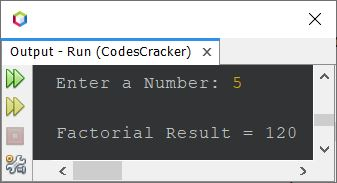 Output - Run (CodesCracker)
Enter a Number: 5
Factorial Result = 120